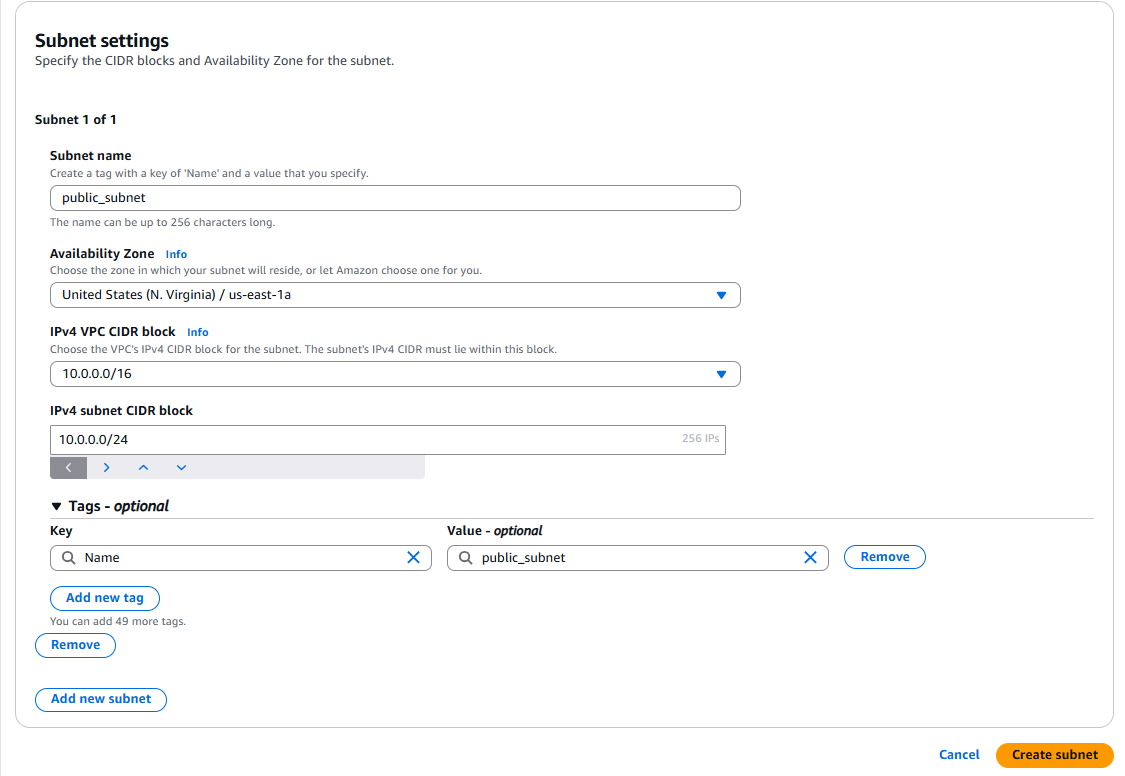 Subnet settings
Specify the CIDR blocks and Availability Zone for the subnet.
Subnet 1 of 1
Subnet name
Create a tag with a key of 'Name' and a value that you specify.
public_subnet
The name can be up to 256 characters long.
Availability Zone Info
Choose the zone in which your subnet will reside, or let Amazon choose one for you.
United States (N. Virginia) / us-east-1a
IPv4 VPC CIDR block Info
Choose the VPC's IPv4 CIDR block for the subnet. The subnet's IPv4 CIDR must lie within this block.
10.0.0.0/16
IPv4 subnet CIDR block
10.0.0.0/24 256 IPs
Tags - optional
Key Value - optional
Name public_subnet Remove
Add new tag
You can add 49 more tags.
Remove
Add new subnet
Cancel Create subnet